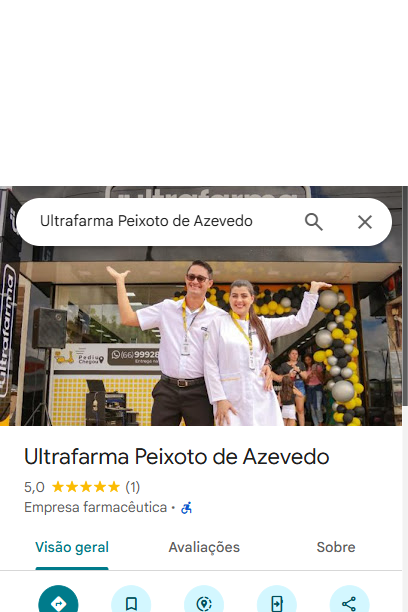 ultrafarma
Ultrafarma Peixoto de Azevedo
ultrafarma
Pediu
Chegou
(66)99928
Entrega no
Ultrafarma Peixoto de Azevedo
5,0 (1)
Empresa farmacêutica ·
Visão geral Avaliações Sobre